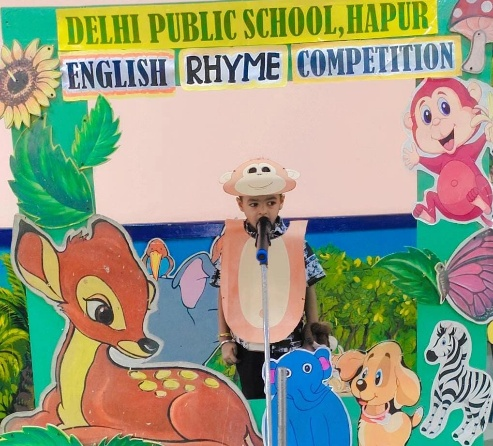 DELHI PUBLIC SCHOOL, HAPUR
ENGLISH RHYME COMPETITION